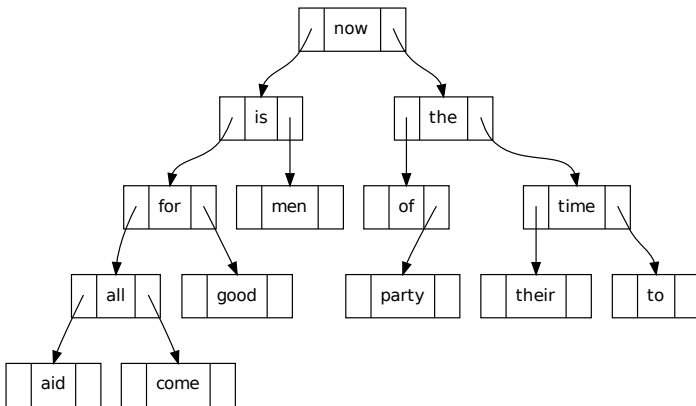 now
is the
for men of time
all good party their to
aid come